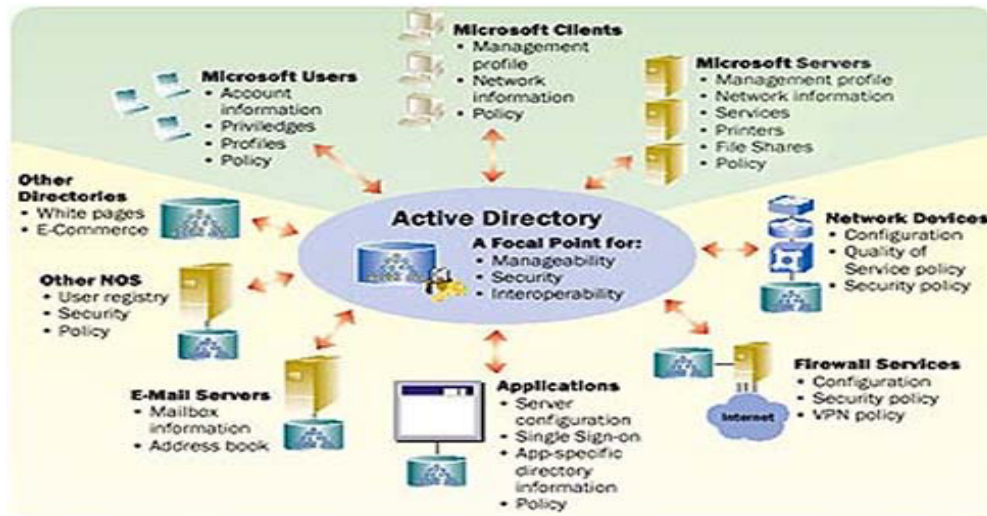 Microsoft Clients
• Management
profile
• Network
information
• Policy
Microsoft Users
• Account
information
• Priviledges
• Profiles
• Policy
Microsoft Servers
• Management profile
• Network information
• Services
• Printers
• File Shares
• Policy
Other
Directories
• White pages
• E-Commerce
Active Directory
A Focal Point for:
• Manageability
• Security
• Interoperability
Network Devices
• Configuration
• Quality of
Service policy
• Security policy
Other NOS
• User registry
• Security
• Policy
E-Mail Servers
• Mailbox
information
• Address book
Applications
• Server
configuration
• Single Sign-on
• App-specific
directory
information
• Policy
Internet
Firewall Services
• Configuration
• Security policy
• VPN policy